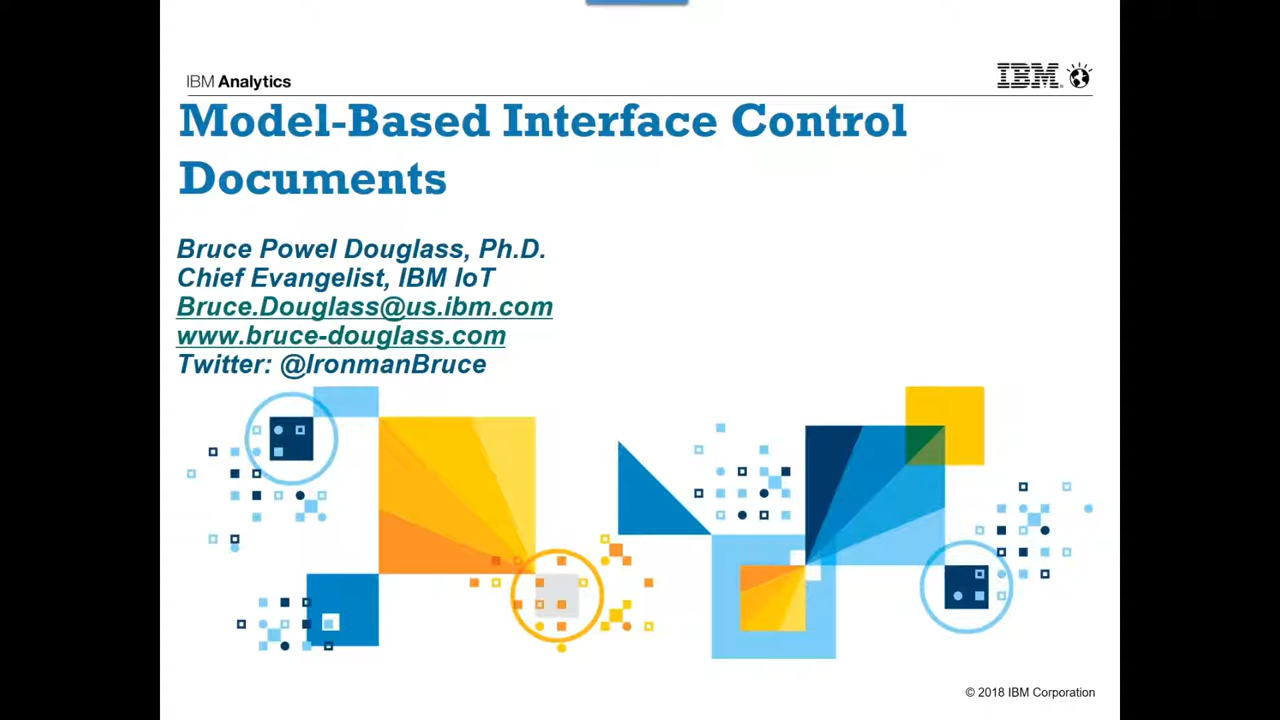 IBM Analytics
IBM
Model-Based Interface Control
Documents
Bruce Powel Douglass, Ph.D.
Chief Evangelist, IBM IoT
Bruce.Douglass@us.ibm.com
www.bruce-douglass.com
Twitter: @IronmanBruce
© 2018 IBM Corporation